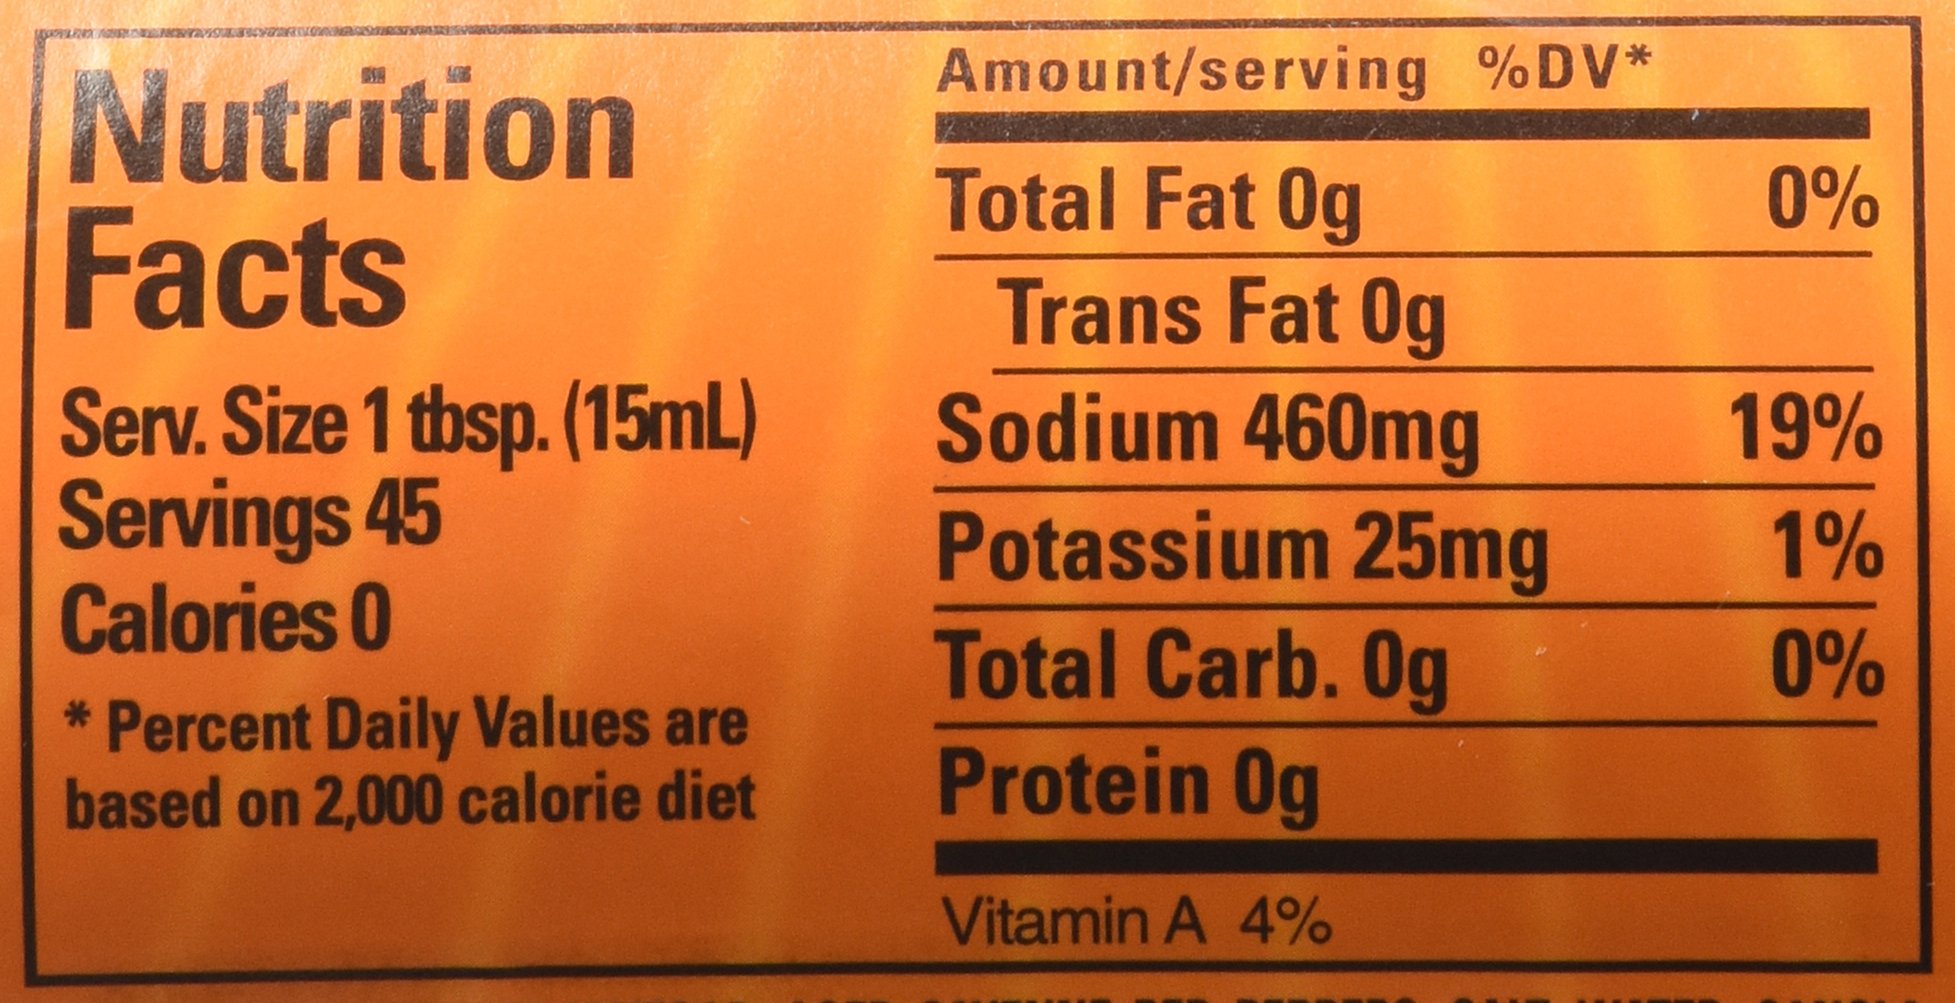 Nutrition
Facts
Serv. Size 1 tbsp. (15mL)
Servings 45
Calories 0
* Percent Daily Values are
based on 2,000 calorie diet
Amount/serving %DV*
Total Fat 0g 0%
Trans Fat 0g
Sodium 460mg 19%
Potassium 25mg 1%
Total Carb. 0g 0%
Protein 0g
Vitamin A 4%